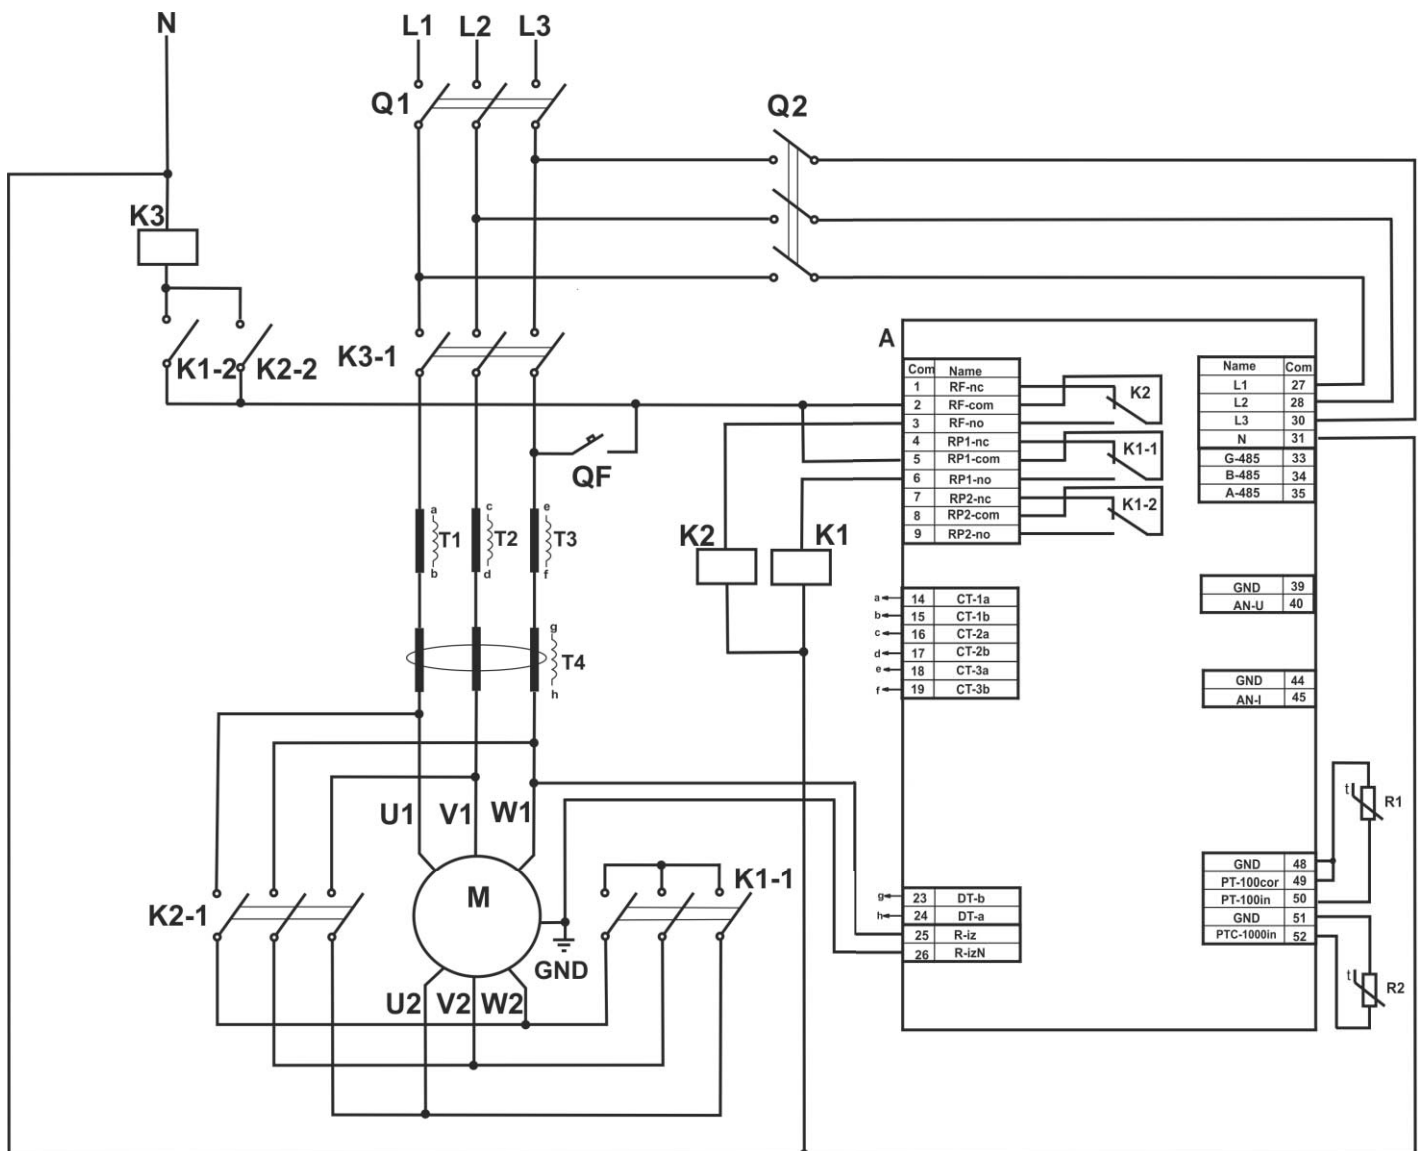 N
L1 L2 L3
Q1
Q2
K3
K1-2 K2-2
K3-1
QF
A
Com Name
1 RF-nc
2 RF-com
3 RF-no
4 RP1-nc
5 RP1-com
6 RP1-no
7 RP2-nc
8 RP2-com
9 RP2-no
K2
K1-1
K1-2
Name Com
L1 27
L2 28
L3 30
N 31
G-485 33
B-485 34
A-485 35
a
T1
b
c
T2
d
e
T3
f
K2
K1
g
T4
h
a 14 CT-1a
b 15 CT-1b
c 16 CT-2a
d 17 CT-2b
e 18 CT-3a
f 19 CT-3b
GND 39
AN-U 40
GND 44
AN-I 45
U1 V1 W1
M
GND
K2-1
K1-1
U2 V2 W2
g 23 DT-b
h 24 DT-a
25 R-iz
26 R-izN
GND 48
PT-100cor 49
PT-100in 50
GND 51
PTC-1000in 52
t
R1
t
R2